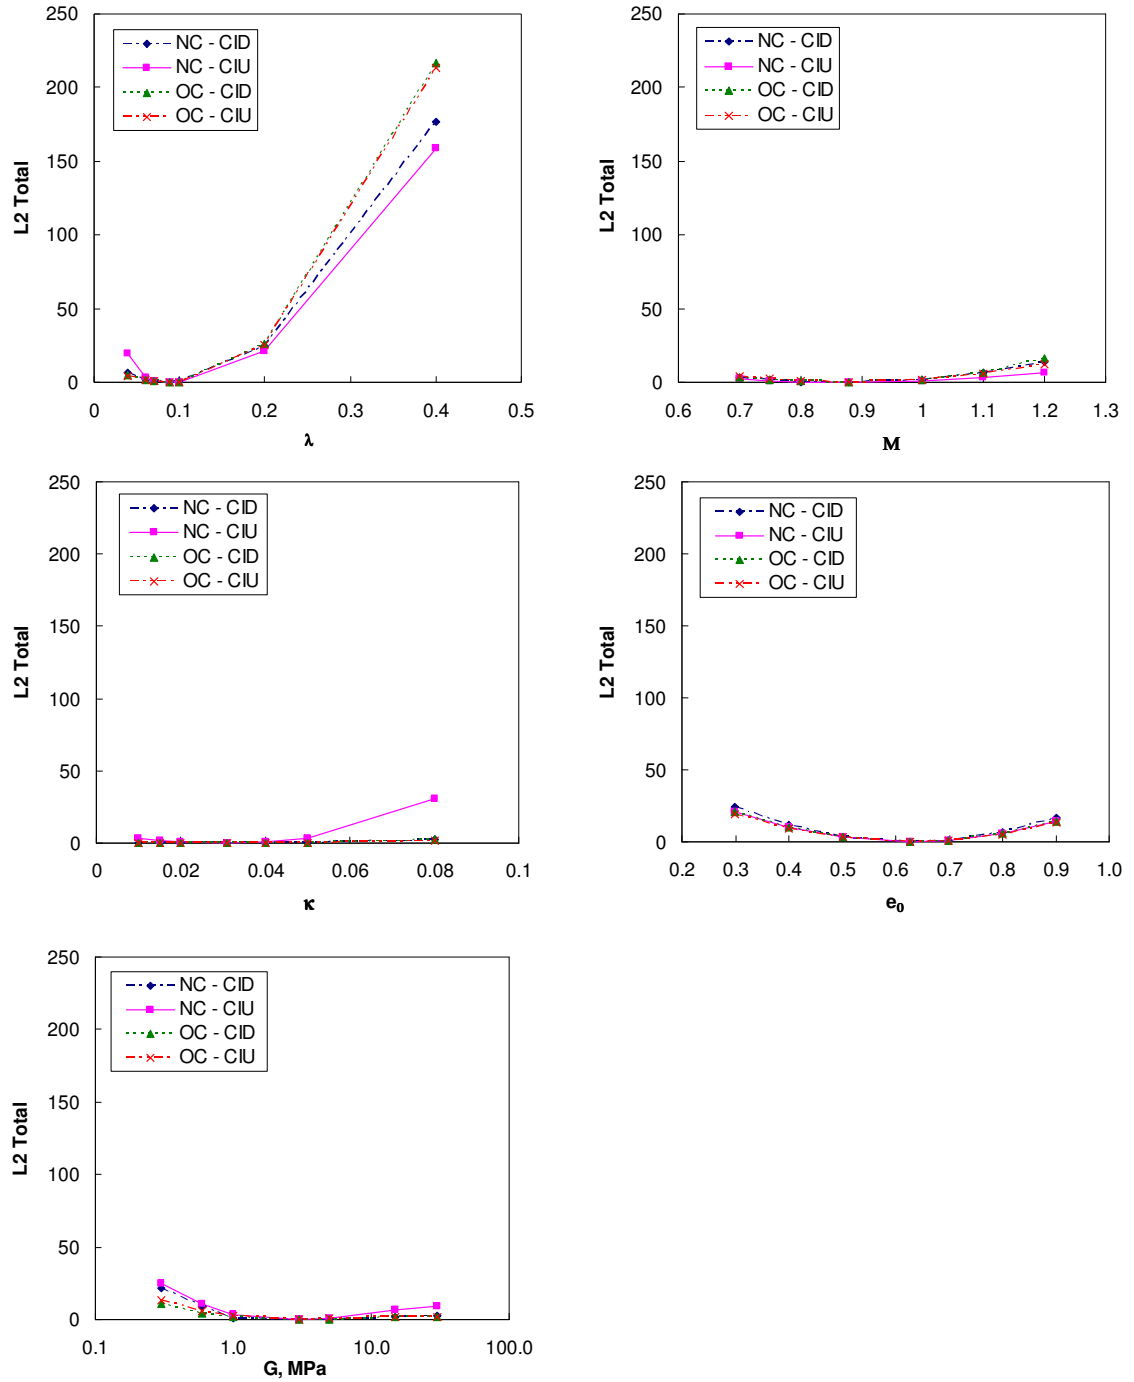 250
200
150
100
50
0
L2 Total
NC - CID
NC - CIU
OC - CID
OC - CIU
0 0.1 0.2 0.3 0.4 0.5
λ
250
200
150
100
50
0
L2 Total
NC - CID
NC - CIU
OC - CID
OC - CIU
0.6 0.7 0.8 0.9 1 1.1 1.2 1.3
M
250
200
150
100
50
0
L2 Total
NC - CID
NC - CIU
OC - CID
OC - CIU
0 0.02 0.04 0.06 0.08 0.1
κ
250
200
150
100
50
0
L2 Total
NC - CID
NC - CIU
OC - CID
OC - CIU
0.2 0.3 0.4 0.5 0.6 0.7 0.8 0.9 1.0
e₀
250
200
150
100
50
0
L2 Total
NC - CID
NC - CIU
OC - CID
OC - CIU
0.1 1.0 10.0 100.0
G, MPa